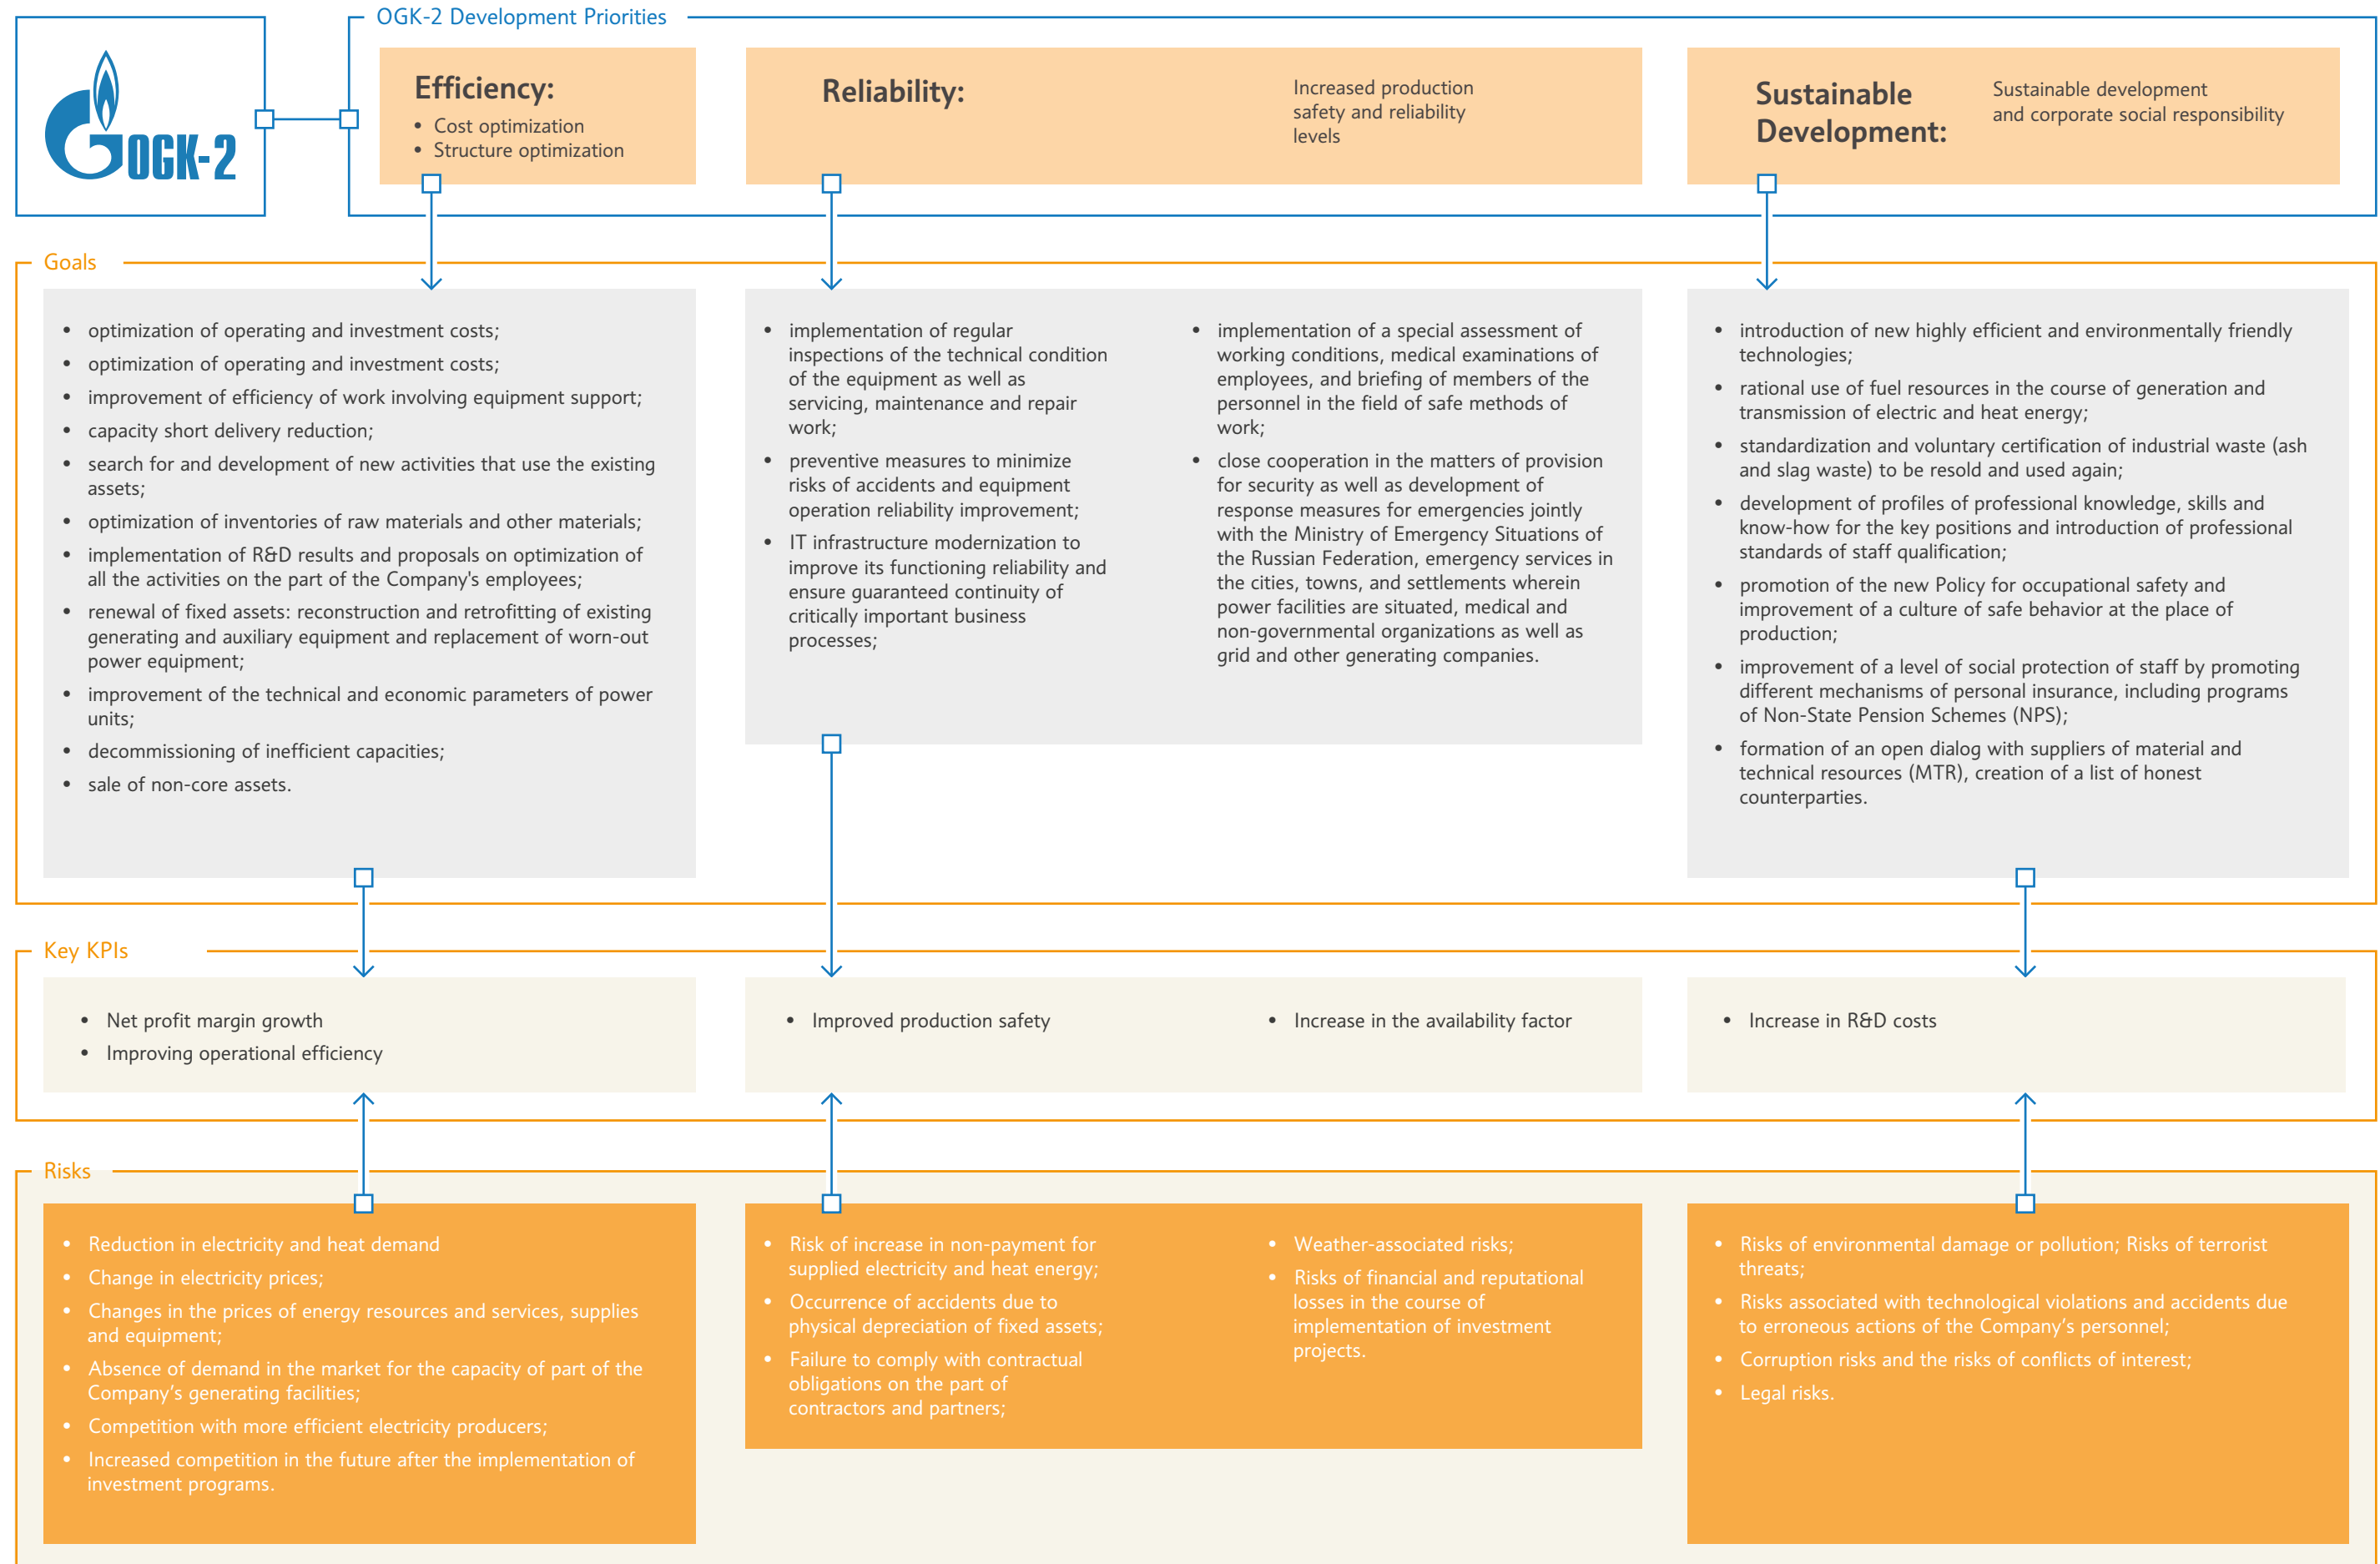 OGK-2 Development Priorities
OGK-2
Efficiency:
• Cost optimization
• Structure optimization
Reliability:
Increased production
safety and reliability
levels
Sustainable
Development:
Sustainable development
and corporate social responsibility
Goals
• optimization of operating and investment costs;
• optimization of operating and investment costs;
• improvement of efficiency of work involving equipment support;
• capacity short delivery reduction;
• search for and development of new activities that use the existing
assets;
• optimization of inventories of raw materials and other materials;
• implementation of R&D results and proposals on optimization of
all the activities on the part of the Company's employees;
• renewal of fixed assets: reconstruction and retrofitting of existing
generating and auxiliary equipment and replacement of worn-out
power equipment;
• improvement of the technical and economic parameters of power
units;
• decommissioning of inefficient capacities;
• sale of non-core assets.
• implementation of regular
inspections of the technical condition
of the equipment as well as
servicing, maintenance and repair
work;
• preventive measures to minimize
risks of accidents and equipment
operation reliability improvement;
• IT infrastructure modernization to
improve its functioning reliability and
ensure guaranteed continuity of
critically important business
processes;
• implementation of a special assessment of
working conditions, medical examinations of
employees, and briefing of members of the
personnel in the field of safe methods of
work;
• close cooperation in the matters of provision
for security as well as development of
response measures for emergencies jointly
with the Ministry of Emergency Situations of
the Russian Federation, emergency services in
the cities, towns, and settlements wherein
power facilities are situated, medical and
non-governmental organizations as well as
grid and other generating companies.
• introduction of new highly efficient and environmentally friendly
technologies;
• rational use of fuel resources in the course of generation and
transmission of electric and heat energy;
• standardization and voluntary certification of industrial waste (ash
and slag waste) to be resold and used again;
• development of profiles of professional knowledge, skills and
know-how for the key positions and introduction of professional
standards of staff qualification;
• promotion of the new Policy for occupational safety and
improvement of a culture of safe behavior at the place of
production;
• improvement of a level of social protection of staff by promoting
different mechanisms of personal insurance, including programs
of Non-State Pension Schemes (NPS);
• formation of an open dialog with suppliers of material and
technical resources (MTR), creation of a list of honest
counterparties.
Key KPIs
• Net profit margin growth
• Improving operational efficiency
• Improved production safety
• Increase in the availability factor
• Increase in R&D costs
Risks
• Reduction in electricity and heat demand
• Change in electricity prices;
• Changes in the prices of energy resources and services, supplies
and equipment;
• Absence of demand in the market for the capacity of part of the
Company’s generating facilities;
• Competition with more efficient electricity producers;
• Increased competition in the future after the implementation of
investment programs.
• Risk of increase in non-payment for
supplied electricity and heat energy;
• Occurrence of accidents due to
physical depreciation of fixed assets;
• Failure to comply with contractual
obligations on the part of
contractors and partners;
• Weather-associated risks;
• Risks of financial and reputational
losses in the course of
implementation of investment
projects.
• Risks of environmental damage or pollution; Risks of terrorist
threats;
• Risks associated with technological violations and accidents due
to erroneous actions of the Company’s personnel;
• Corruption risks and the risks of conflicts of interest;
• Legal risks.